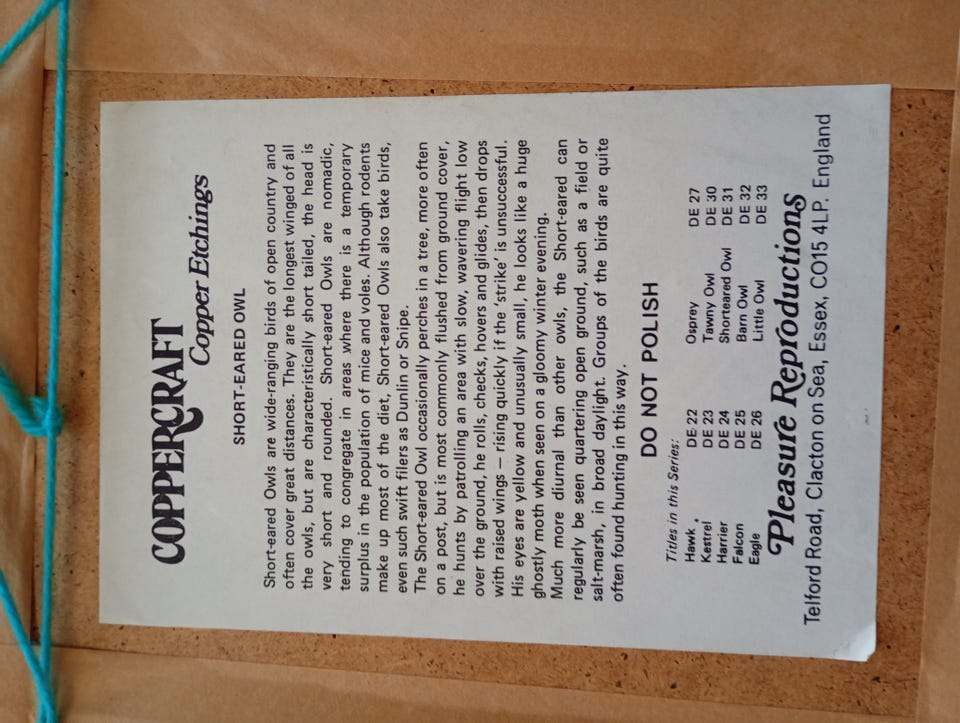 COPPERCRAFT
Copper Etchings
SHORT-EARED OWL
Short-eared Owls are wide-ranging birds of open country and
often cover great distances. They are the longest winged of all
the owls, but are characteristically short tailed, the head is
very short and rounded. Short-eared Owls are nomadic,
tending to congregate in areas where there is a temporary
surplus in the population of mice and voles. Although rodents
make up most of the diet, Short-eared Owls also take birds,
even such swift filers as Dunlin or Snipe.
The Short-eared Owl occasionally perches in a tree, more often
on a post, but is most commonly flushed from ground cover,
he hunts by patrolling an area with slow, wavering flight low
over the ground, he rolls, checks, hovers and glides, then drops
with raised wings – rising quickly if the 'strike' is unsuccessful.
His eyes are yellow and unusually small, he looks like a huge
ghostly moth when seen on a gloomy winter evening.
Much more diurnal than other owls, the Short-eared can
regularly be seen quartering open ground, such as a field or
salt-marsh, in broad daylight. Groups of the birds are quite
often found hunting in this way.
DO NOT POLISH
Titles in this Series:
Hawk DE 22 Osprey DE 27
Kestrel DE 23 Tawny Owl DE 30
Harrier DE 24 Shorteared Owl DE 31
Falcon DE 25 Barn Owl DE 32
Eagle DE 26 Little Owl DE 33
Pleasure Reproductions
Telford Road, Clacton on Sea, Essex, CO15 4LP. England